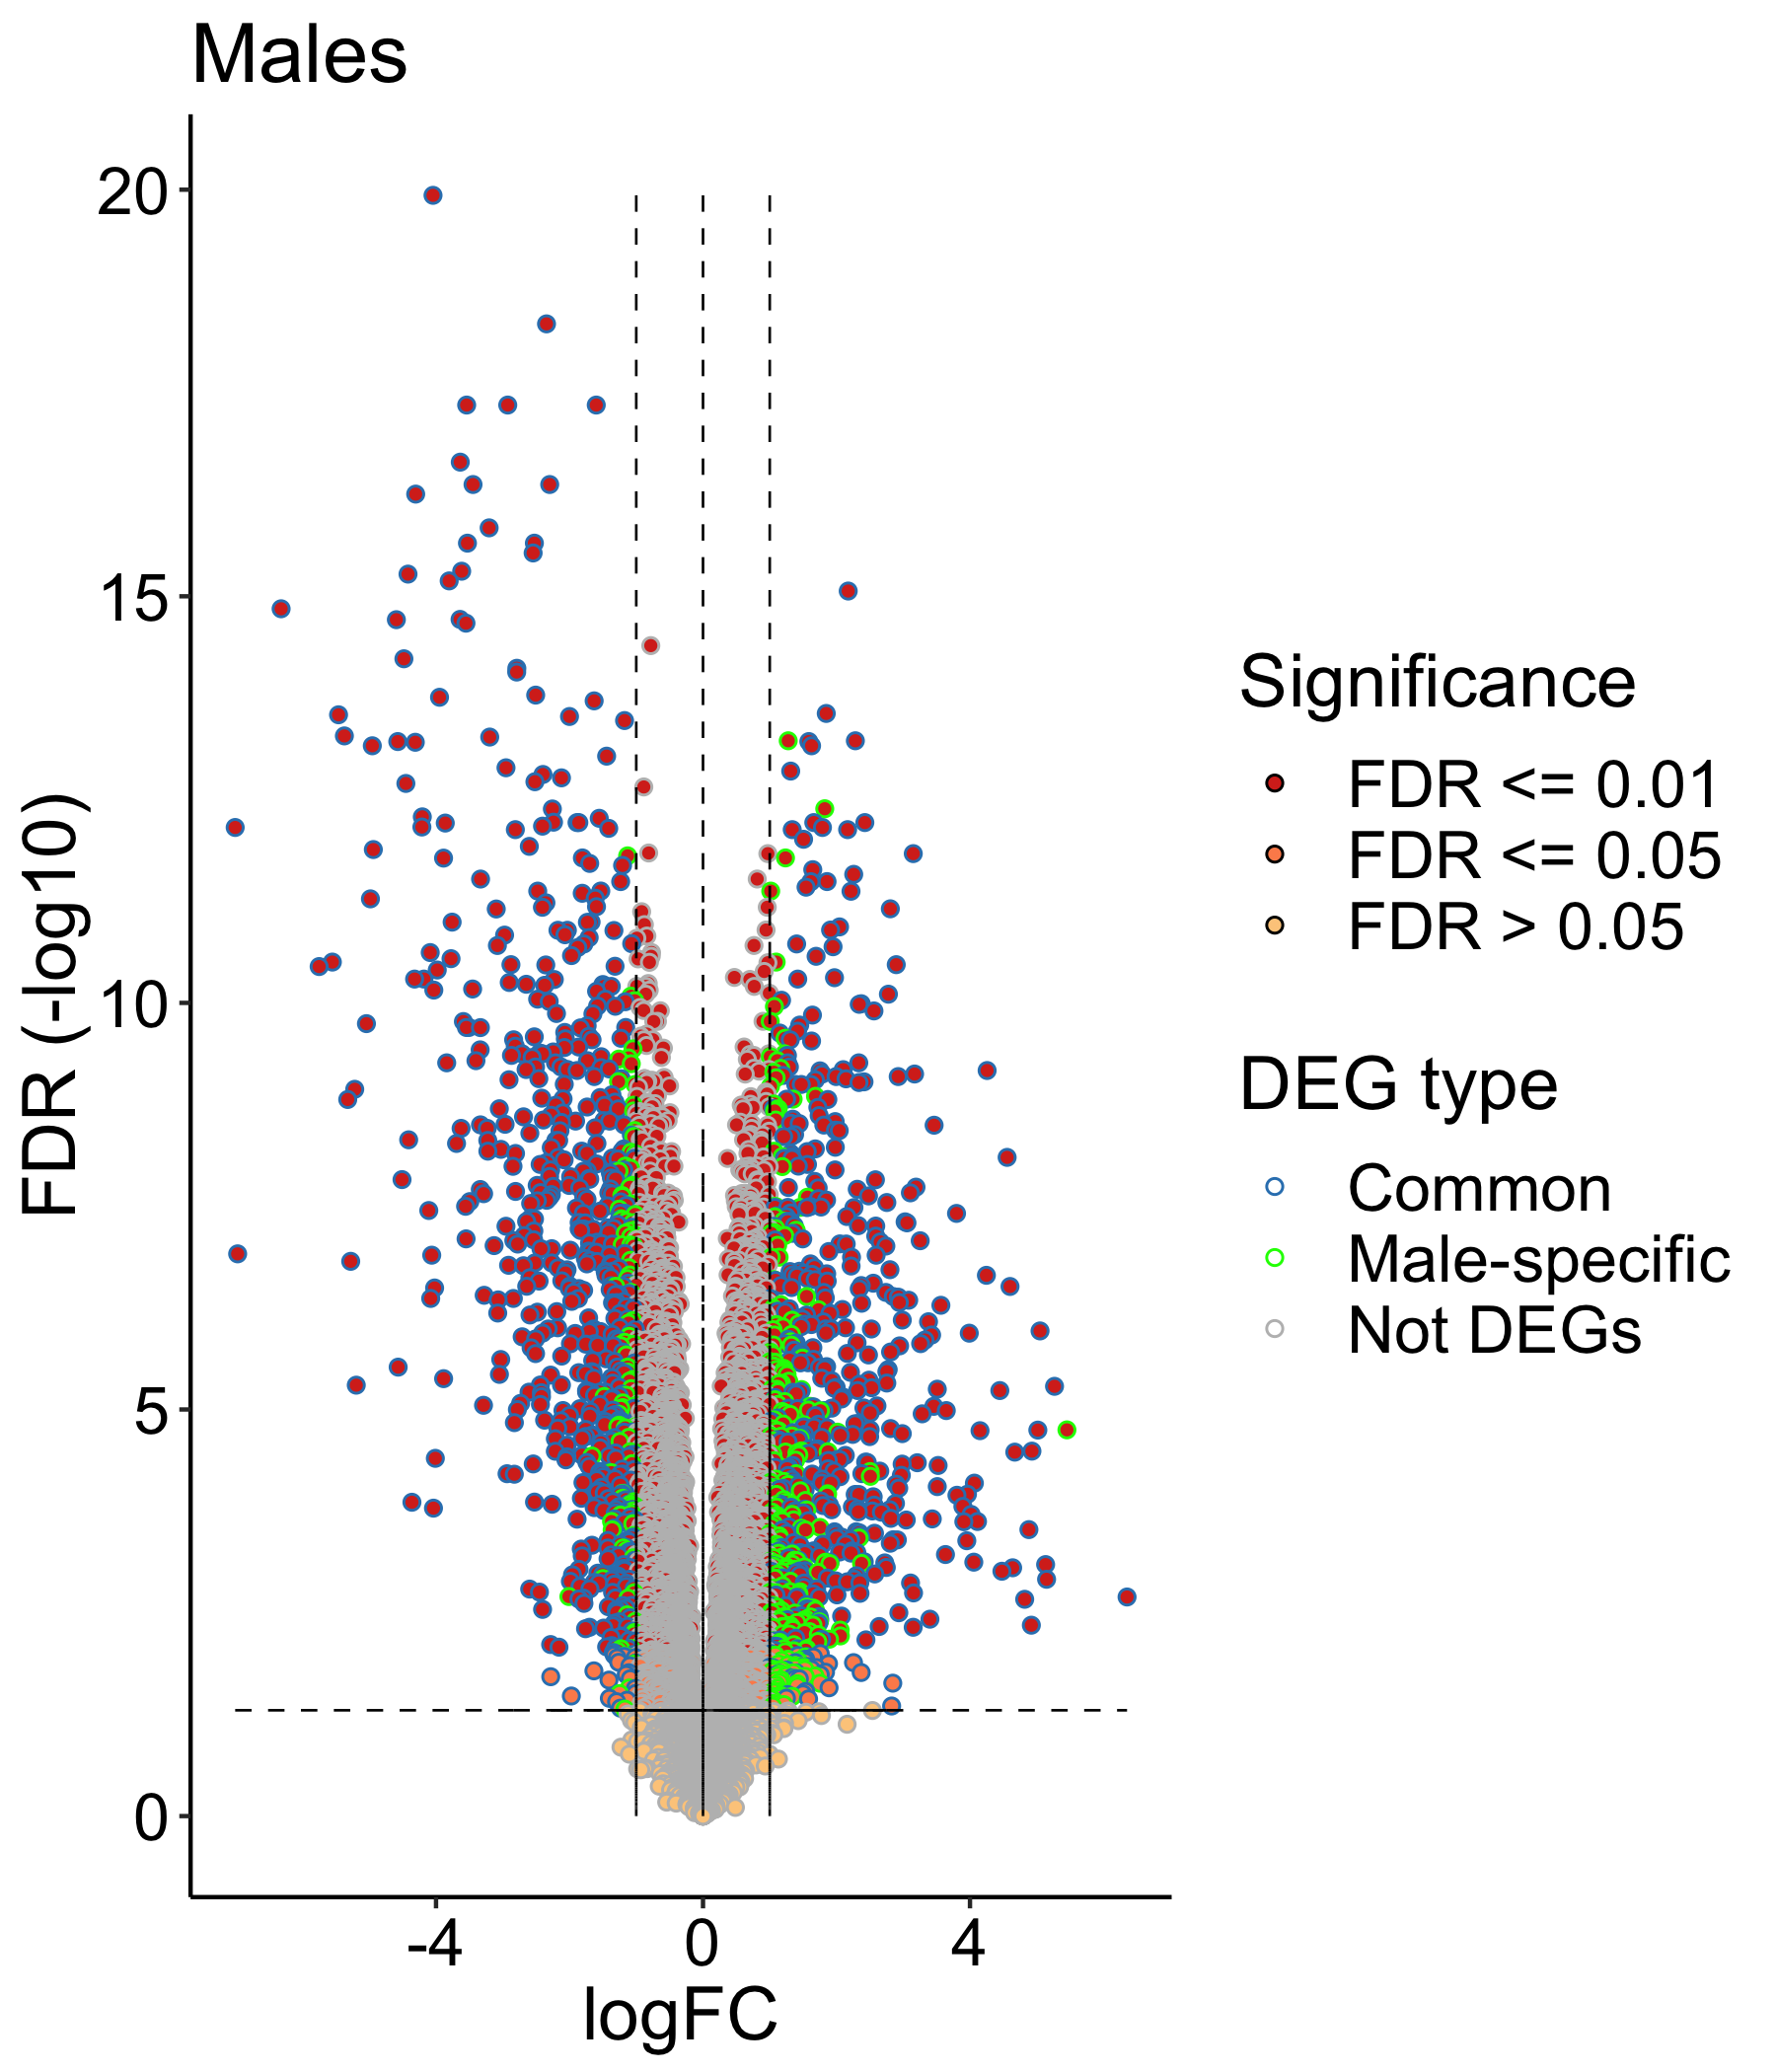 Males
FDR (-log10)
20
15
10
5
0
-4 0 4
logFC
Significance
FDR <= 0.01
FDR <= 0.05
FDR > 0.05
DEG type
Common
Male-specific
Not DEGs